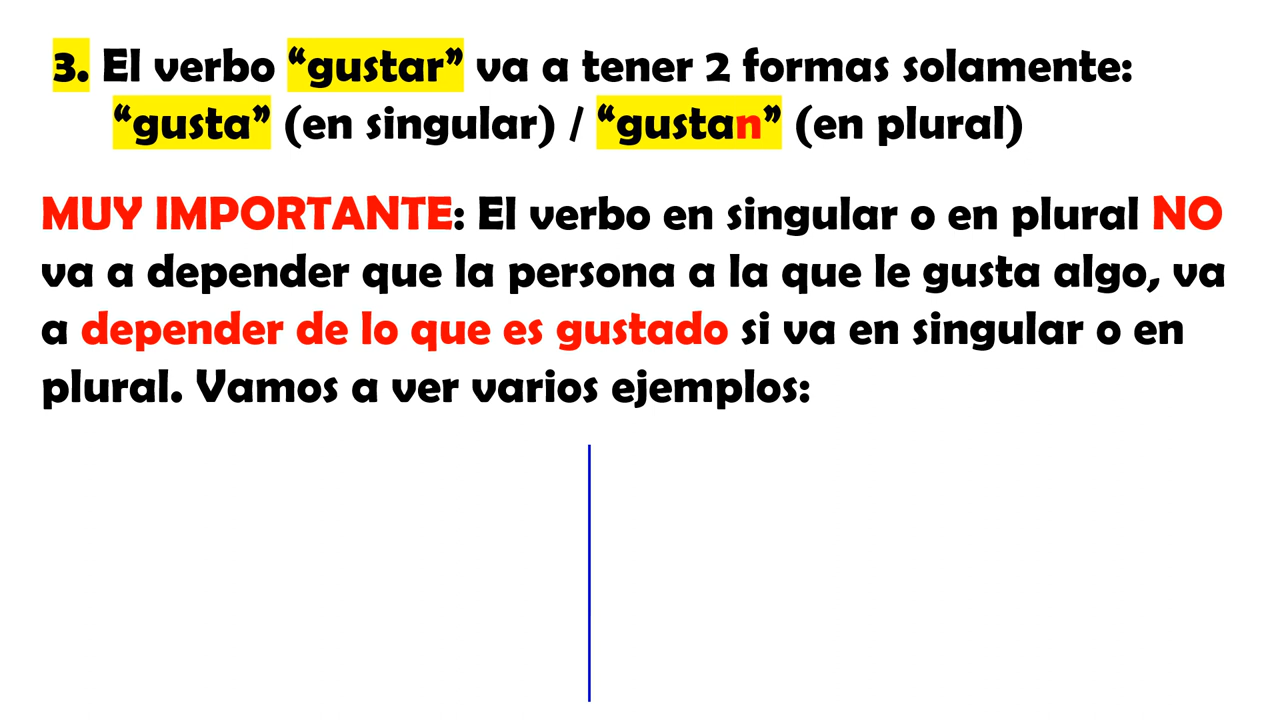 3. El verbo “gustar” va a tener 2 formas solamente:
“gusta” (en singular) / “gustan” (en plural)
MUY IMPORTANTE: El verbo en singular o en plural NO
va a depender que la persona a la que le gusta algo, va
a depender de lo que es gustado si va en singular o en
plural. Vamos a ver varios ejemplos: